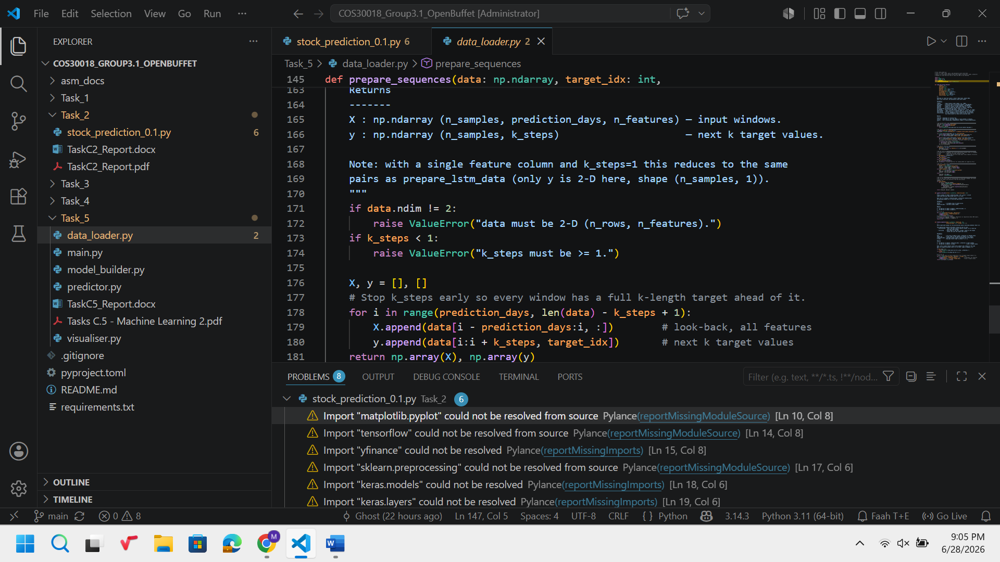 File Edit Selection View Go Run ···
COS30018_Group3.1_OpenBuffet [Administrator]
EXPLORER
COS30018_GROUP3.1_OPENBUFFET
asm_docs
Task_1
Task_2
stock_prediction_0.1.py 6
TaskC2_Report.docx
TaskC2_Report.pdf
Task_3
Task_4
Task_5
data_loader.py 2
main.py
model_builder.py
predictor.py
TaskC5_Report.docx
Tasks C.5 - Machine Learning 2.pdf
visualiser.py
.gitignore
pyproject.toml
README.md
requirements.txt
OUTLINE
TIMELINE
stock_prediction_0.1.py 6
data_loader.py 2
Task_5 > data_loader.py > prepare_sequences
145 def prepare_sequences(data: np.ndarray, target_idx: int,
163 Returns
164 -------
165 X : np.ndarray (n_samples, prediction_days, n_features) — input windows.
166 y : np.ndarray (n_samples, k_steps) — next k target values.
167
168 Note: with a single feature column and k_steps=1 this reduces to the same
169 pairs as prepare_lstm_data (only y is 2-D here, shape (n_samples, 1)).
170 """
171 if data.ndim != 2:
172 raise ValueError("data must be 2-D (n_rows, n_features).")
173 if k_steps < 1:
174 raise ValueError("k_steps must be >= 1.")
175
176 X, y = [], []
177 # Stop k_steps early so every window has a full k-length target ahead of it.
178 for i in range(prediction_days, len(data) - k_steps + 1):
179 X.append(data[i - prediction_days:i, :]) # look-back, all features
180 y.append(data[i:i + k_steps, target_idx]) # next k target values
181 return np.array(X), np.array(y)
PROBLEMS 8 OUTPUT DEBUG CONSOLE TERMINAL PORTS
Filter (e.g. text, **/*.ts, !**/nod...
stock_prediction_0.1.py Task_2 6
Import "matplotlib.pyplot" could not be resolved from source Pylance(reportMissingModuleSource) [Ln 10, Col 8]
Import "tensorflow" could not be resolved from source Pylance(reportMissingModuleSource) [Ln 14, Col 8]
Import "yfinance" could not be resolved Pylance(reportMissingImports) [Ln 15, Col 8]
Import "sklearn.preprocessing" could not be resolved from source Pylance(reportMissingModuleSource) [Ln 17, Col 6]
Import "keras.models" could not be resolved Pylance(reportMissingImports) [Ln 18, Col 6]
Import "keras.layers" could not be resolved Pylance(reportMissingImports) [Ln 19, Col 6]
main 0 8 Ghost (22 hours ago) Ln 147, Col 5 Spaces: 4 UTF-8 CRLF {} Python 3.14.3 Python 3.11 (64-bit) Faah T+E Go Live
M
W
9:05 PM
6/28/2026